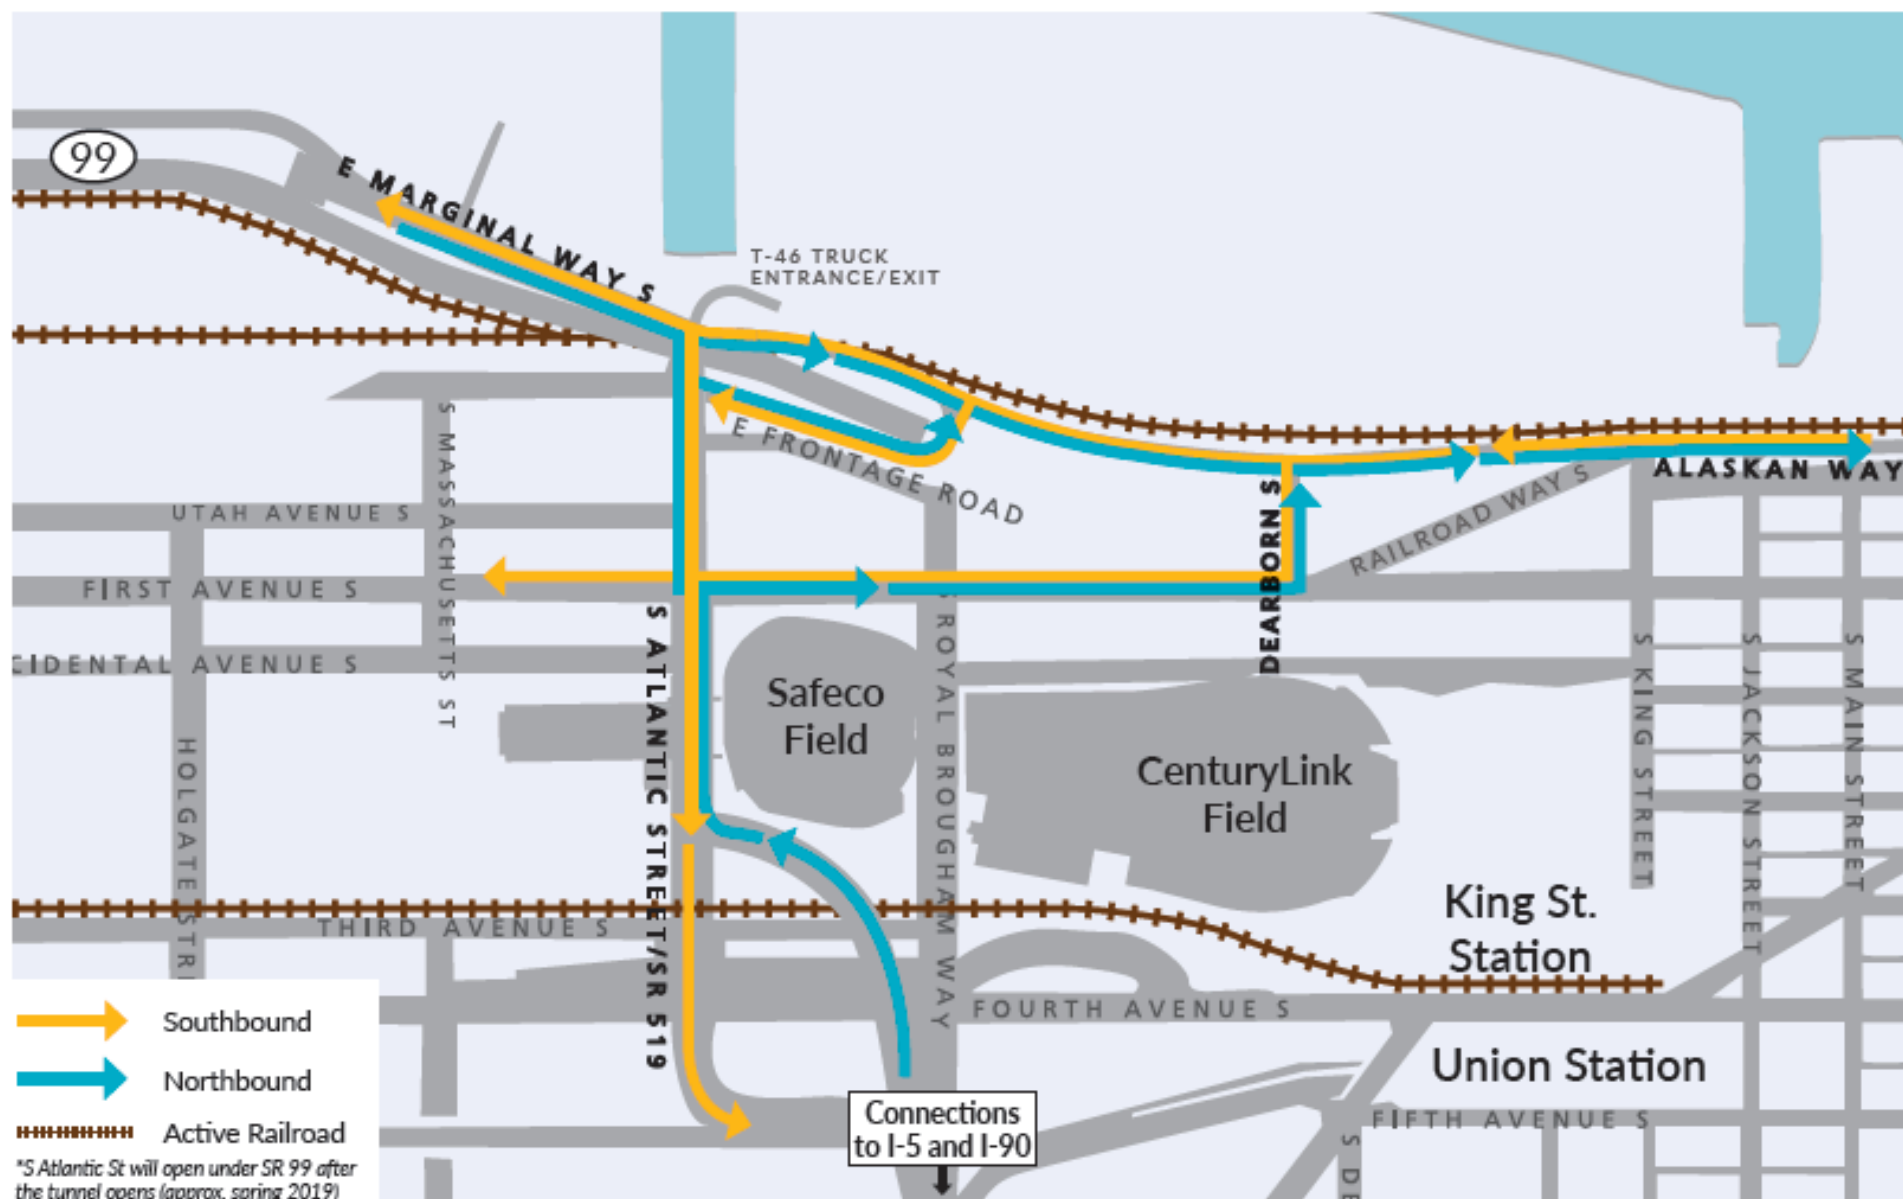 99
E MARGINAL WAY S
T-46 TRUCK
ENTRANCE/EXIT
E FRONTAGE ROAD
ALASKAN WAY
RAILROAD WAY S
DEARBORN S
S MASSACHUSETTS ST
UTAH AVENUE S
FIRST AVENUE S
CIDENTAL AVENUE S
HOLGATE STRE
S ATLANTIC STREET/SR 519
S ROYAL BROUGHAM WAY
Safeco
Field
CenturyLink
Field
S KING STREET
S JACKSON STREET
S MAIN STREET
King St.
Station
THIRD AVENUE S
FOURTH AVENUE S
Union Station
FIFTH AVENUE S
S DE
Connections
to I-5 and I-90
Southbound
Northbound
Active Railroad
*S Atlantic St will open under SR 99 after
the tunnel opens (approx. spring 2019)